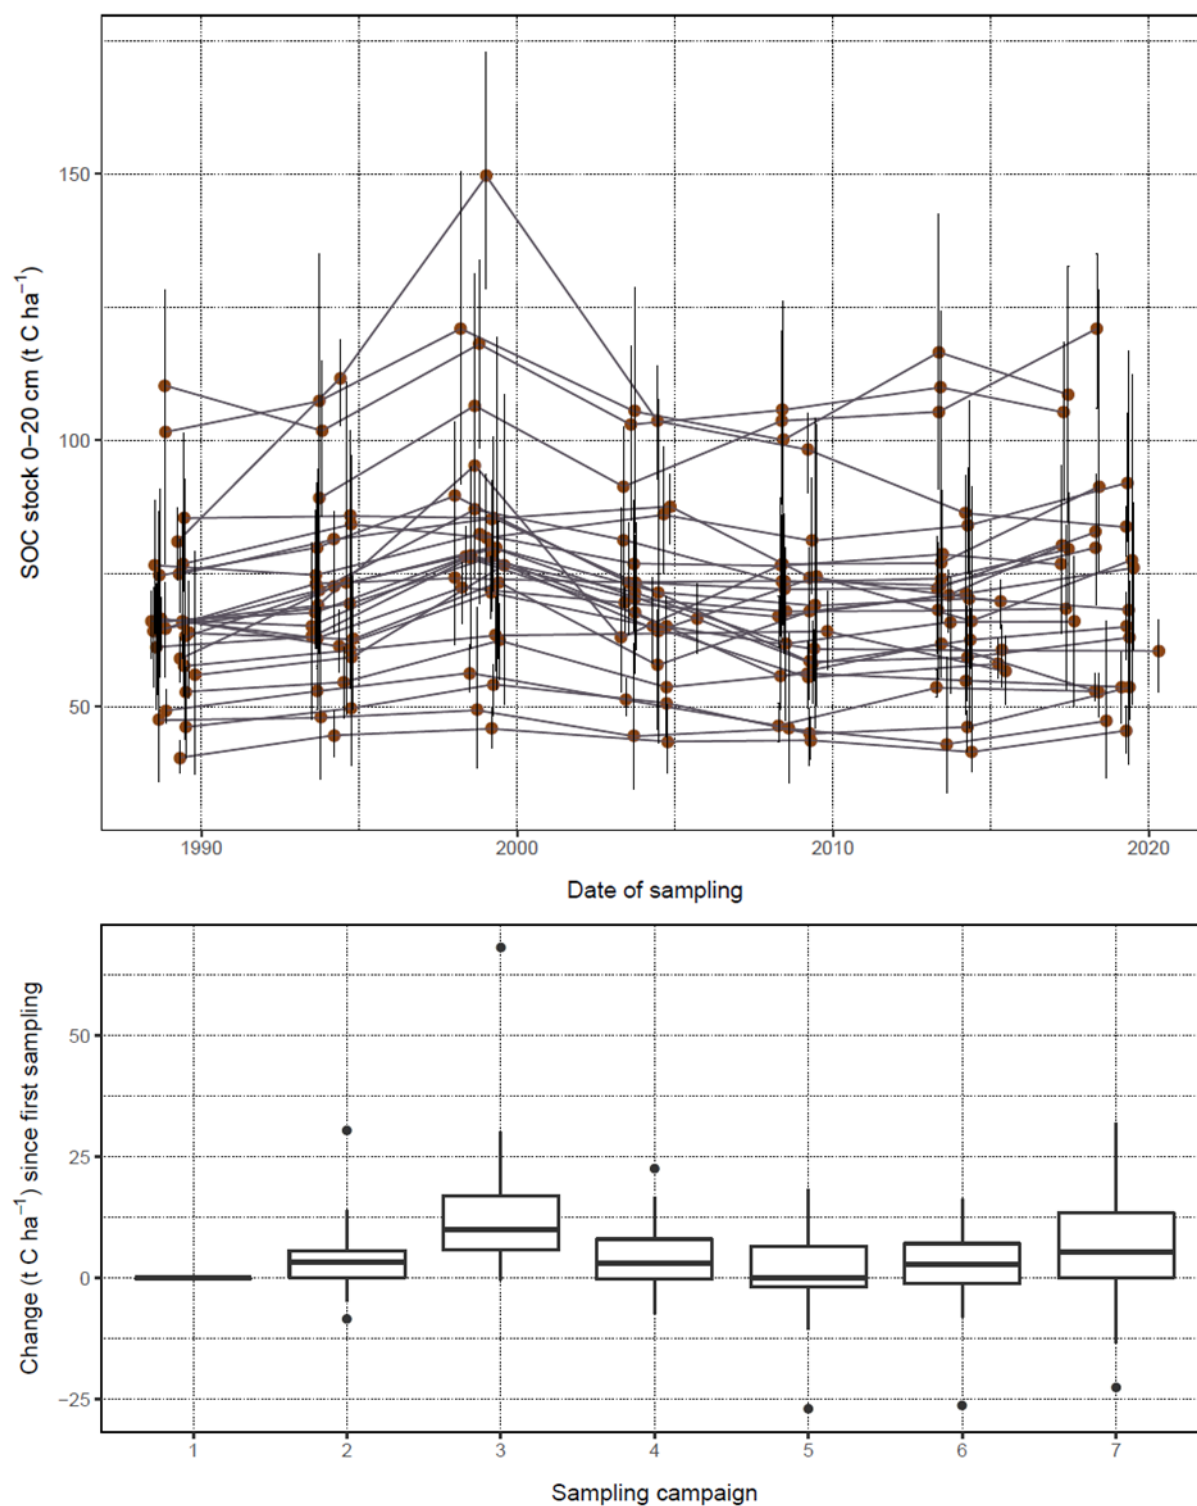 SOC stock 0−20 cm (t C ha⁻¹)
150
100
50
1990 2000 2010 2020
Date of sampling
Change (t C ha⁻¹) since first sampling
50
25
0
−25
1 2 3 4 5 6 7
Sampling campaign